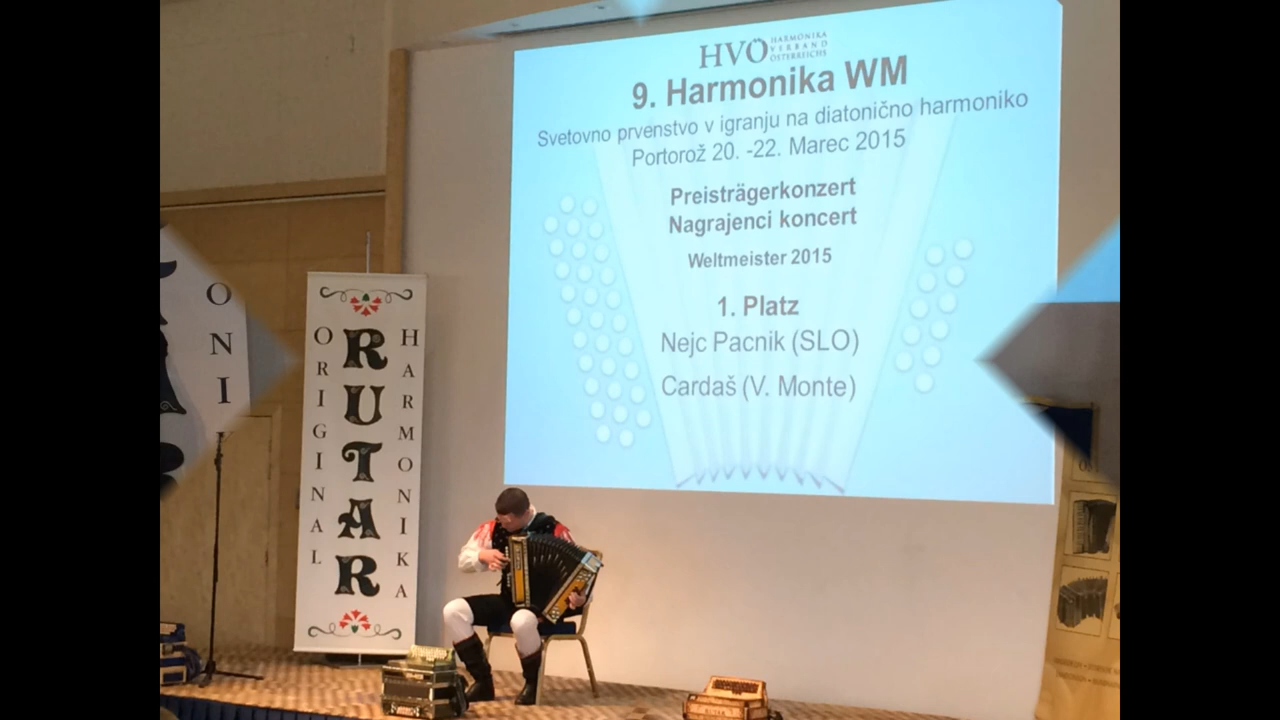 HVÖ HARMONIKA VERBAND ÖSTERREICHS
9. Harmonika WM
Svetovno prvenstvo v igranju na diatonično harmoniko
Portorož 20. -22. Marec 2015
Preisträgerkonzert
Nagrajenci koncert
Weltmeister 2015
1. Platz
Nejc Pacnik (SLO)
Cardaš (V. Monte)
ORIGINAL
RUTAR
HARMONIKA
ONI